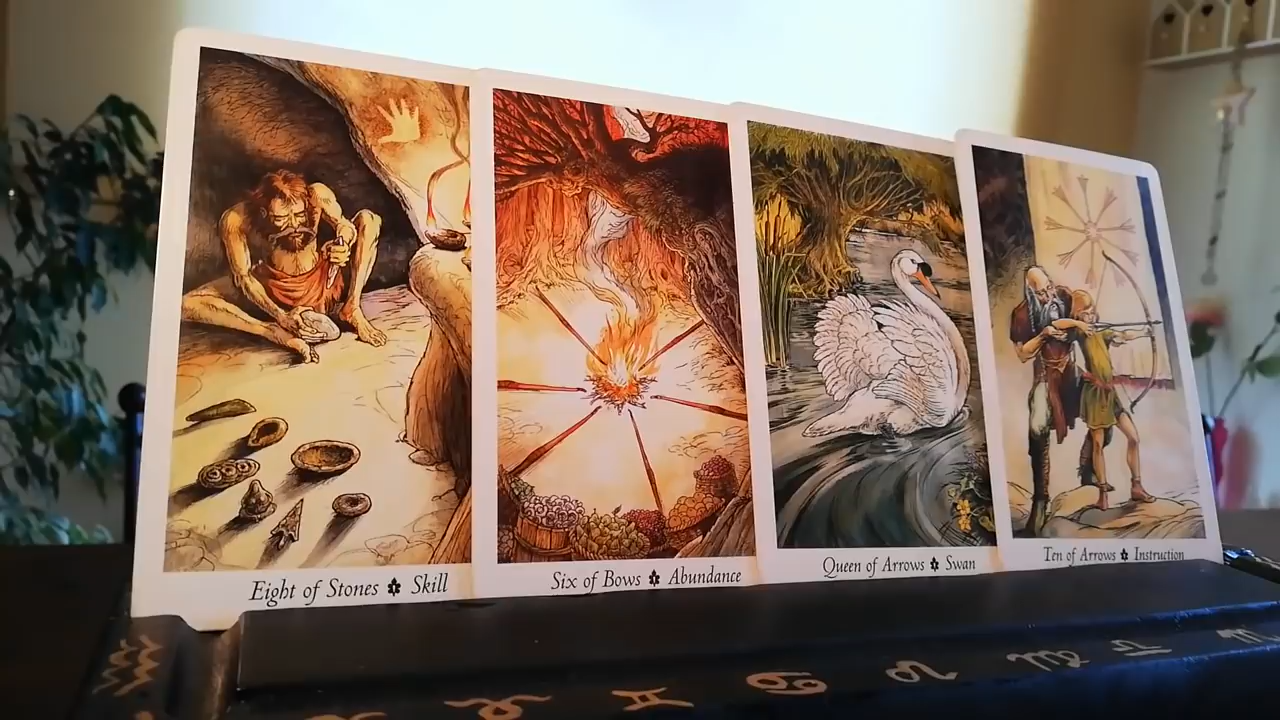 Eight of Stones Skill
Six of Bows Abundance
Queen of Arrows Swan
Ten of Arrows Instruction